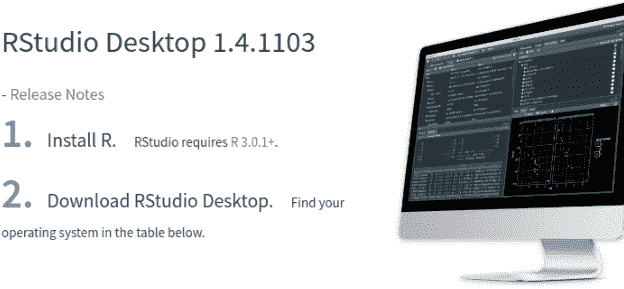 RStudio Desktop 1.4.1103
- Release Notes
1. Install R. RStudio requires R 3.0.1+.
2. Download RStudio Desktop. Find your
operating system in the table below.